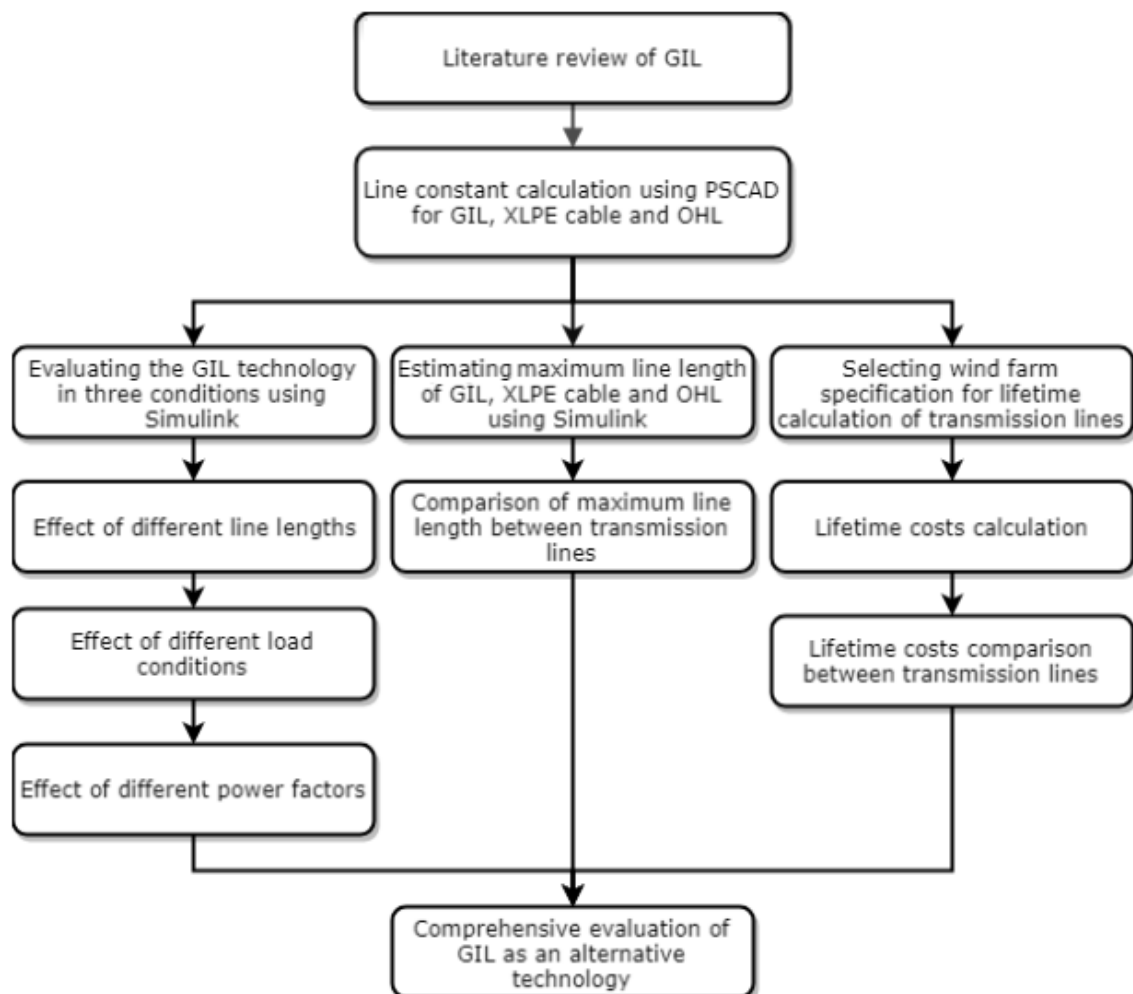 Literature review of GIL
Line constant calculation using PSCAD
for GIL, XLPE cable and OHL
Evaluating the GIL technology
in three conditions using
Simulink
Effect of different line lengths
Effect of different load
conditions
Effect of different power factors
Estimating maximum line length
of GIL, XLPE cable and OHL
using Simulink
Comparison of maximum line
length between transmission
lines
Selecting wind farm
specification for lifetime
calculation of transmission lines
Lifetime costs calculation
Lifetime costs comparison
between transmission lines
Comprehensive evaluation of
GIL as an alternative
technology